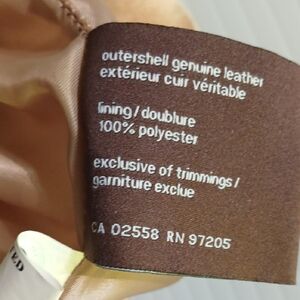 outershell genuine leather
extérieur cuir véritable
lining/doublure
100% polyester
exclusive of trimmings/
garniture exclue
CA 02558 RN 97205